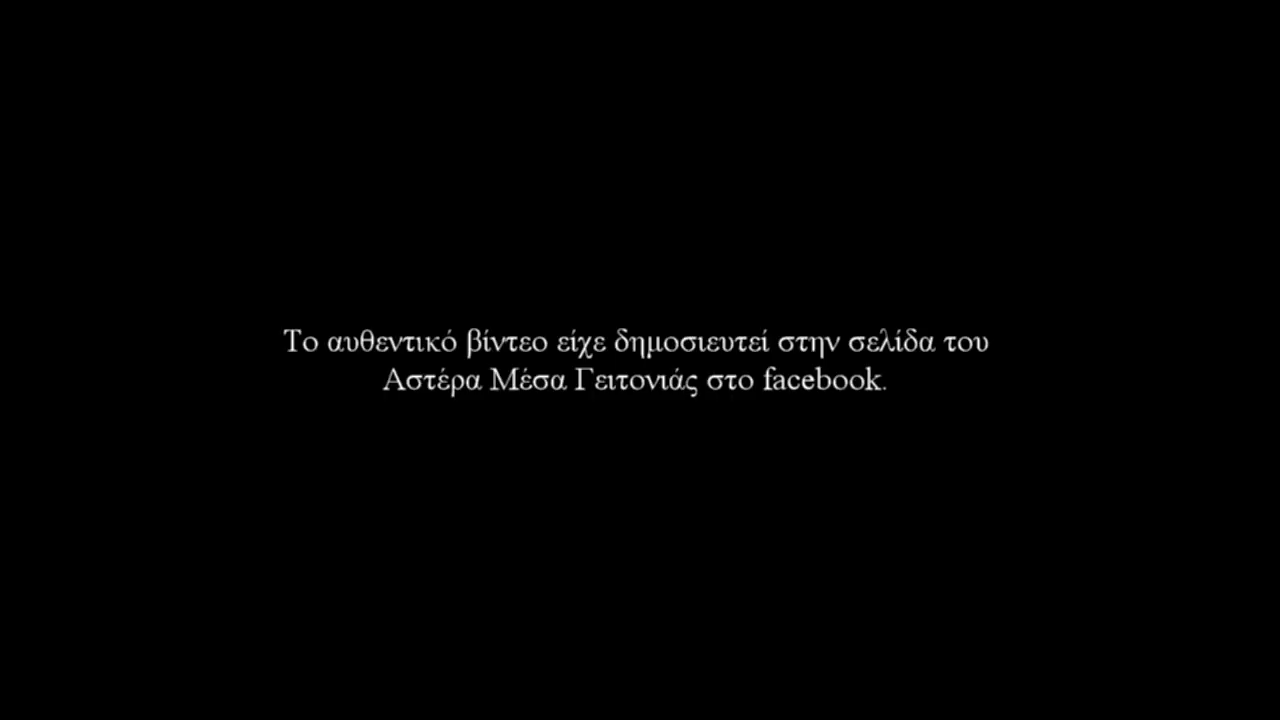 Το αυθεντικό βίντεο είχε δημοσιευτεί στην σελίδα του
Αστέρα Μέσα Γειτονιάς στο facebook.